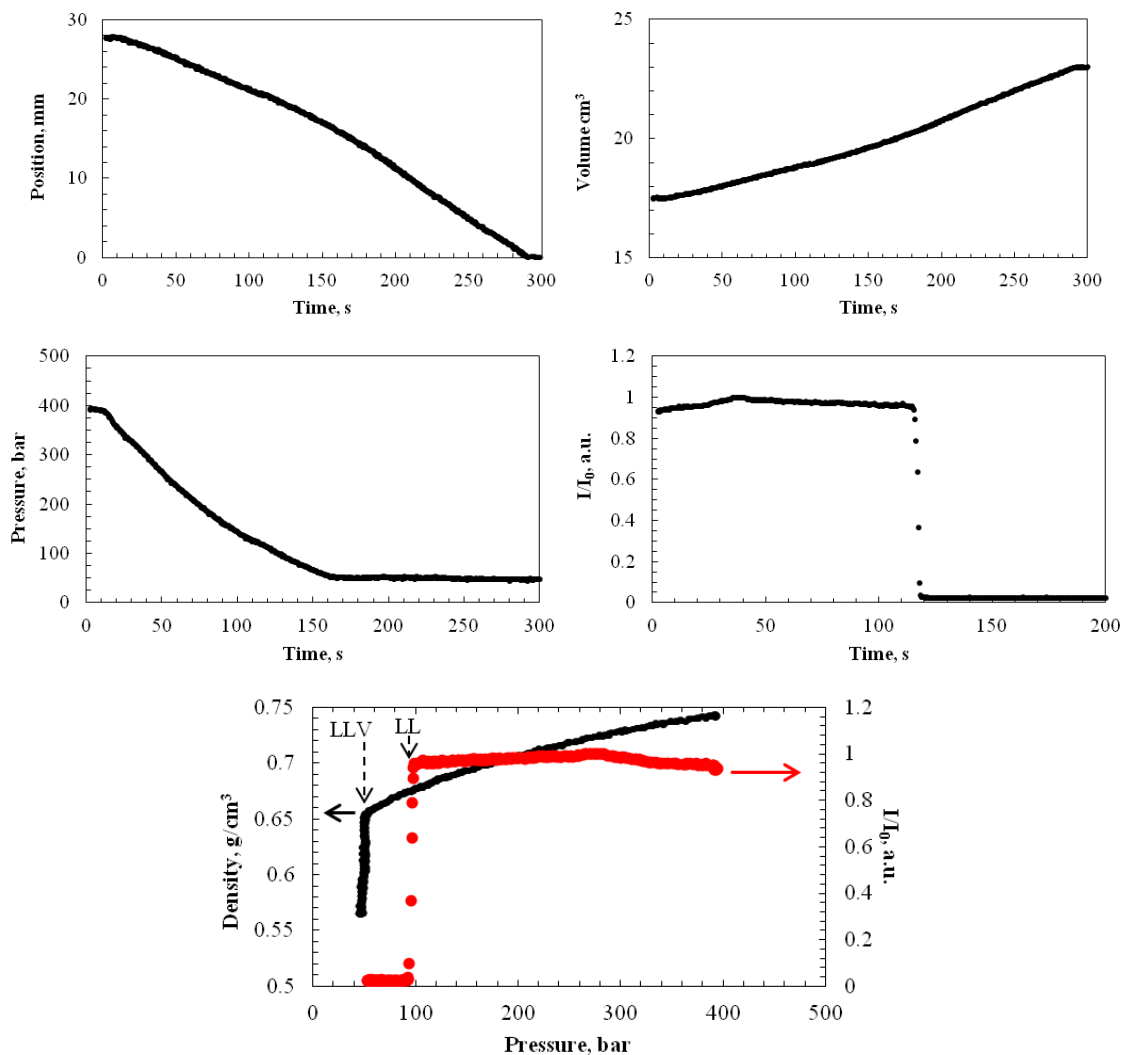 30
20
10
0
Position, mm
0 50 100 150 200 250 300
Time, s
25
20
15
Volume cm³
0 50 100 150 200 250 300
Time, s
500
400
300
200
100
0
Pressure, bar
0 50 100 150 200 250 300
Time, s
1.2
1
0.8
0.6
0.4
0.2
0
I/I₀, a.u.
0 50 100 150 200
Time, s
0.75
0.7
0.65
0.6
0.55
0.5
Density, g/cm³
LLV
LL
1.2
1
0.8
0.6
0.4
0.2
0
I/I₀, a.u.
0 100 200 300 400 500
Pressure, bar